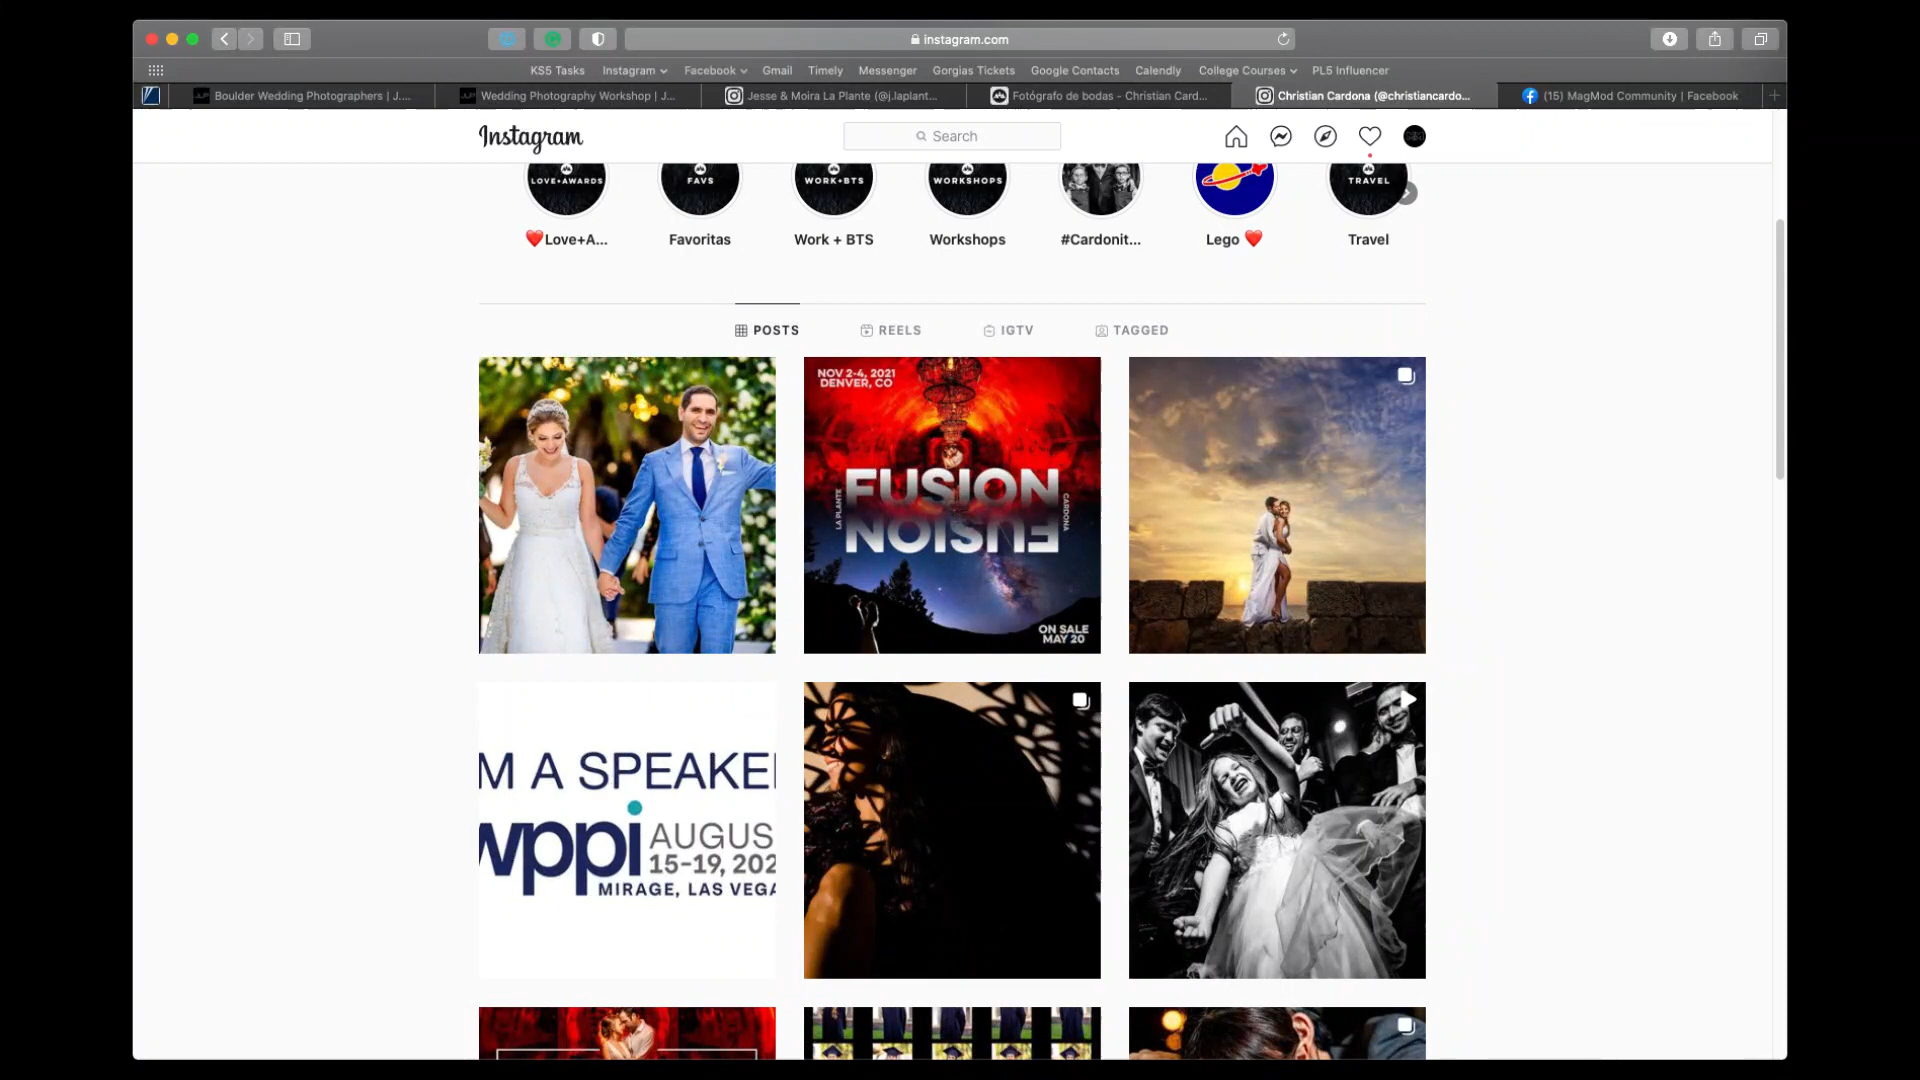 instagram.com
KS5 Tasks Instagram Facebook Gmail Timely Messenger Gorgias Tickets Google Contacts Calendly College Courses PL5 Influencer
Boulder Wedding Photographers | J....
Wedding Photography Workshop | J...
Jesse & Moira La Plante (@j.laplant...
Fotógrafo de bodas - Christian Card...
Christian Cardona (@christiancardo...
(15) MagMod Community | Facebook
Instagram
Search
LOVE+AWARDS
FAVS
WORK+BTS
WORKSHOPS
TRAVEL
❤️Love+A...
Favoritas
Work + BTS
Workshops
#Cardonit...
Lego ❤️
Travel
POSTS
REELS
IGTV
TAGGED
NOV 2-4, 2021
DENVER, CO
LA PLANTE
FUSION
FUSION
CARDONA
ON SALE
MAY 20
M A SPEAKE
wppi
AUGUS
15-19, 202
MIRAGE, LAS VEGA